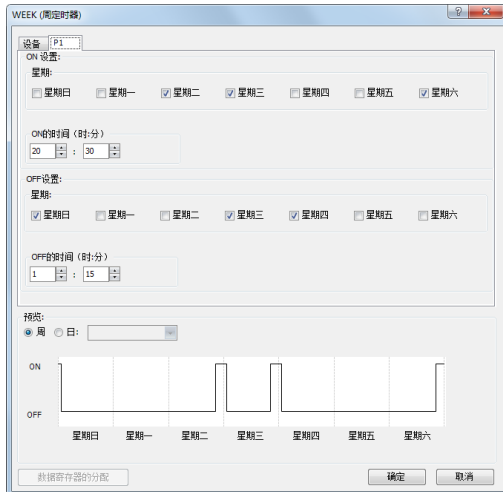 WEEK (周定时器)
设备 P1
ON 设置:
星期:
星期日 星期一 星期二 星期三 星期四 星期五 星期六
ON的时间（时:分）
20 : 30
OFF设置:
星期:
星期日 星期一 星期二 星期三 星期四 星期五 星期六
OFF的时间（时:分）
1 : 15
预览:
周 日:
ON
OFF
星期日 星期一 星期二 星期三 星期四 星期五 星期六
数据寄存器的分配 确定 取消